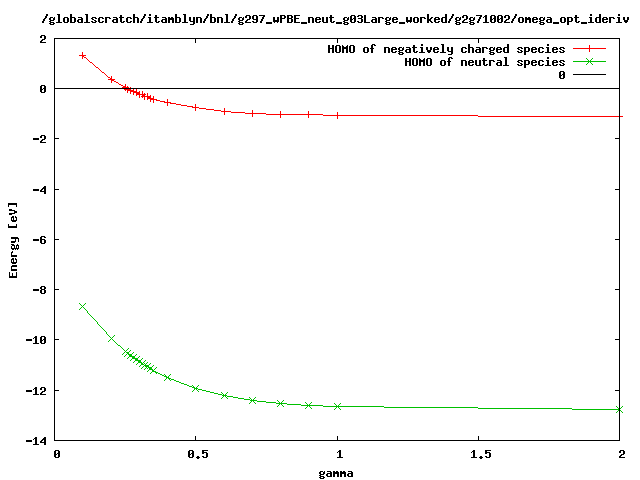 /globalscratch/itamblyn/bnl/g297_wPBE_neut_g03Large_worked/g2g71002/omega_opt_ideriv
HOMO of negatively charged species
HOMO of neutral species
0
2
0
-2
-4
-6
-8
-10
-12
-14
Energy [eV]
0 0.5 1 1.5 2
gamma